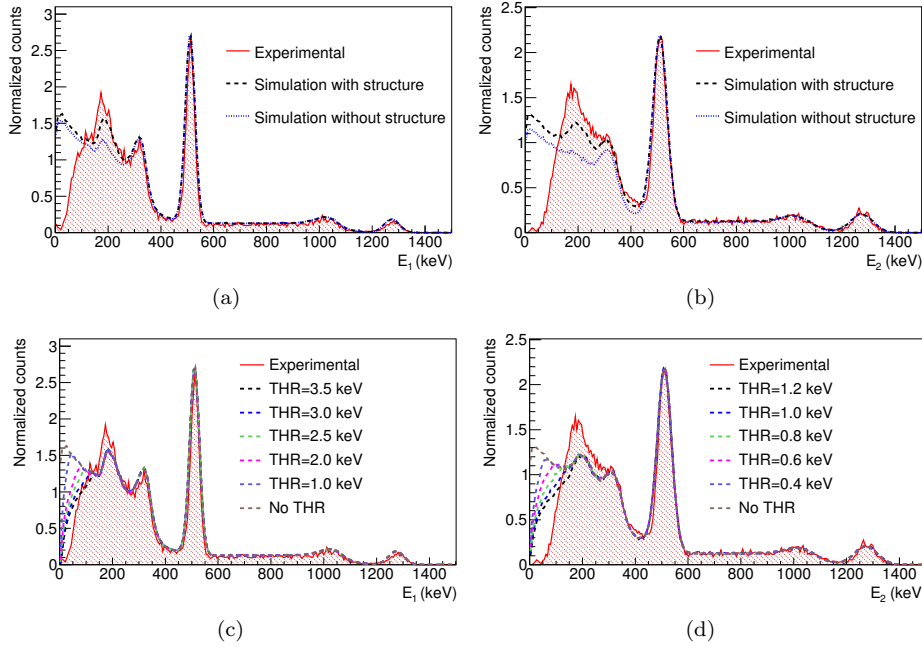 Normalized counts
3
2.5
2
1.5
1
0.5
0
Experimental
Simulation with structure
Simulation without structure
0 200 400 600 800 1000 1200 1400
E1 (keV)
(a)
Normalized counts
2.5
2
1.5
1
0.5
0
Experimental
Simulation with structure
Simulation without structure
0 200 400 600 800 1000 1200 1400
E2 (keV)
(b)
Normalized counts
3
2.5
2
1.5
1
0.5
0
Experimental
THR=3.5 keV
THR=3.0 keV
THR=2.5 keV
THR=2.0 keV
THR=1.0 keV
No THR
0 200 400 600 800 1000 1200 1400
E1 (keV)
(c)
Normalized counts
2.5
2
1.5
1
0.5
0
Experimental
THR=1.2 keV
THR=1.0 keV
THR=0.8 keV
THR=0.6 keV
THR=0.4 keV
No THR
0 200 400 600 800 1000 1200 1400
E2 (keV)
(d)